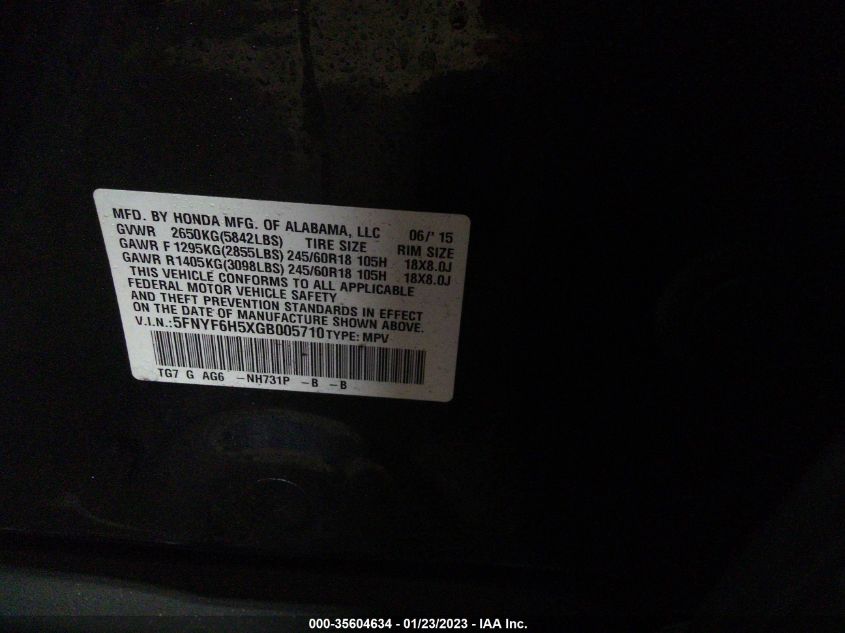 MFD. BY HONDA MFG. OF ALABAMA, LLC 06/' 15
GVWR 2650KG(5842LBS) TIRE SIZE RIM SIZE
GAWR F 1295KG(2855LBS) 245/60R18 105H 18X8.0J
GAWR R1405KG(3098LBS) 245/60R18 105H 18X8.0J
THIS VEHICLE CONFORMS TO ALL APPLICABLE
FEDERAL MOTOR VEHICLE SAFETY
AND THEFT PREVENTION STANDARDS IN EFFECT
ON THE DATE OF MANUFACTURE SHOWN ABOVE.
V.I.N.:5FNYF6H5XGB005710 TYPE: MPV
TG7 G AG6 -NH731P -B -B
000-35604634 - 01/23/2023 - IAA Inc.